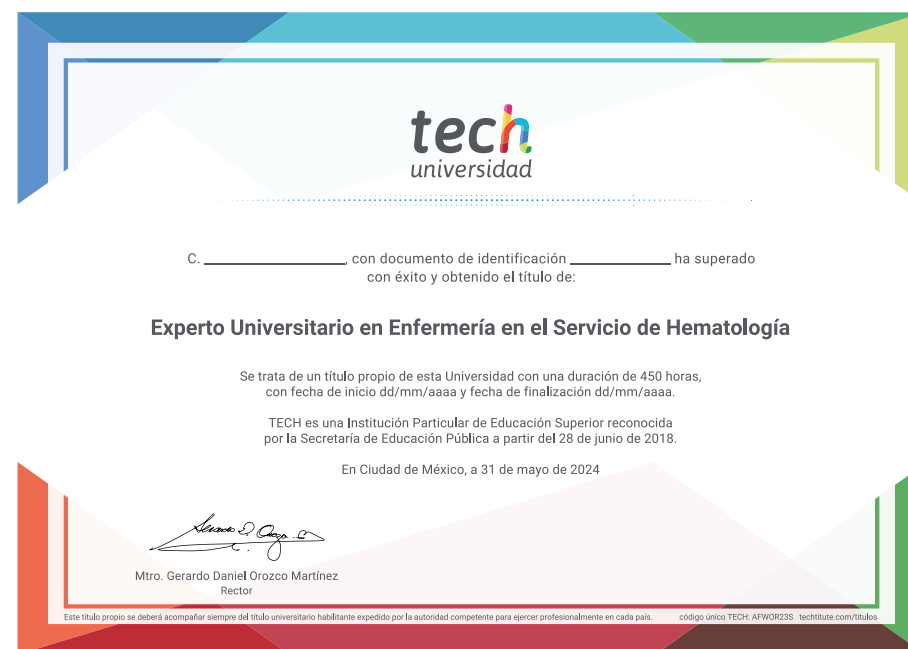 tech
universidad
C. ____________________, con documento de identificación ______________ ha superado
con éxito y obtenido el título de:
Experto Universitario en Enfermería en el Servicio de Hematología
Se trata de un título propio de esta Universidad con una duración de 450 horas,
con fecha de inicio dd/mm/aaaa y fecha de finalización dd/mm/aaaa.
TECH es una Institución Particular de Educación Superior reconocida
por la Secretaría de Educación Pública a partir del 28 de junio de 2018.
En Ciudad de México, a 31 de mayo de 2024
Mtro. Gerardo Daniel Orozco Martínez
Rector
Este título propio se deberá acompañar siempre del título universitario habilitante expedido por la autoridad competente para ejercer profesionalmente en cada país. código único TECH: AFWOR23S techtitute.com/titulos